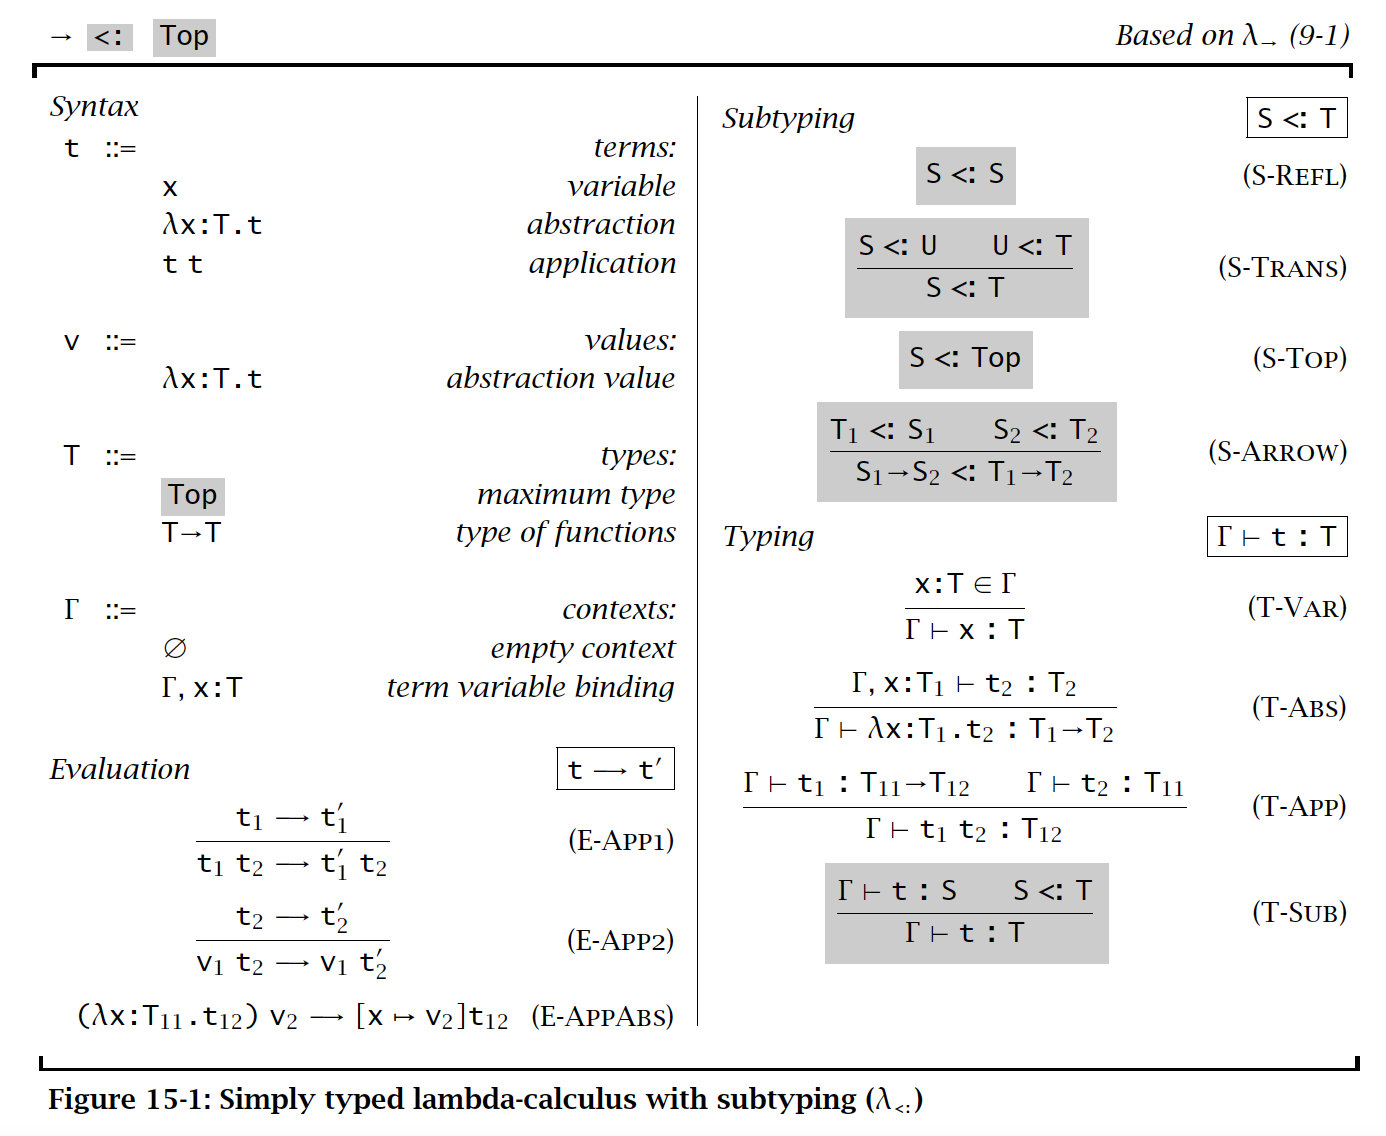 → <: Top Based on λ→ (9-1)
Syntax
t ::= terms:
x variable
λx:T.t abstraction
t t application
v ::= values:
λx:T.t abstraction value
T ::= types:
Top maximum type
T→T type of functions
Γ ::= contexts:
∅ empty context
Γ, x:T term variable binding
Evaluation t ⟶ t′
t₁ ⟶ t₁′
t₁ t₂ ⟶ t₁′ t₂ (E-APP1)
t₂ ⟶ t₂′
v₁ t₂ ⟶ v₁ t₂′ (E-APP2)
(λx:T₁₁.t₁₂) v₂ ⟶ [x ↦ v₂]t₁₂ (E-APPABS)
Subtyping S <: T
S <: S (S-REFL)
S <: U U <: T
S <: T (S-TRANS)
S <: Top (S-TOP)
T₁ <: S₁ S₂ <: T₂
S₁→S₂ <: T₁→T₂ (S-ARROW)
Typing Γ ⊢ t : T
x:T ∈ Γ
Γ ⊢ x : T (T-VAR)
Γ, x:T₁ ⊢ t₂ : T₂
Γ ⊢ λx:T₁.t₂ : T₁→T₂ (T-ABS)
Γ ⊢ t₁ : T₁₁→T₁₂ Γ ⊢ t₂ : T₁₁
Γ ⊢ t₁ t₂ : T₁₂ (T-APP)
Γ ⊢ t : S S <: T
Γ ⊢ t : T (T-SUB)
Figure 15-1: Simply typed lambda-calculus with subtyping (λ<:)